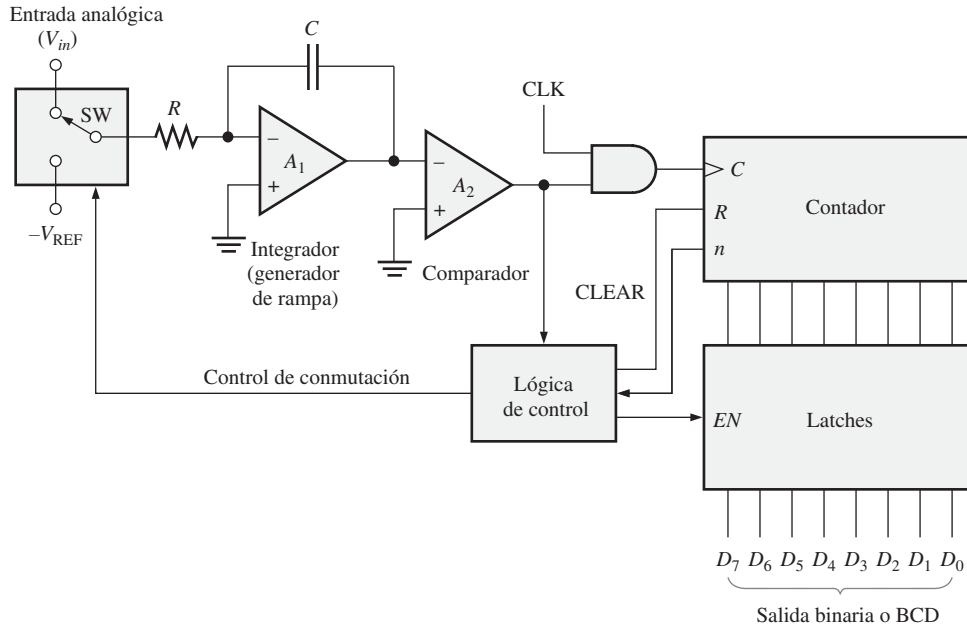 Entrada analógica
(V_in)
SW
R
C
−
+
A_1
−V_REF
Integrador
(generador
de rampa)
−
+
A_2
Comparador
CLK
C
R
n
Contador
CLEAR
Control de conmutación
Lógica
de control
EN
Latches
D_7 D_6 D_5 D_4 D_3 D_2 D_1 D_0
Salida binaria o BCD